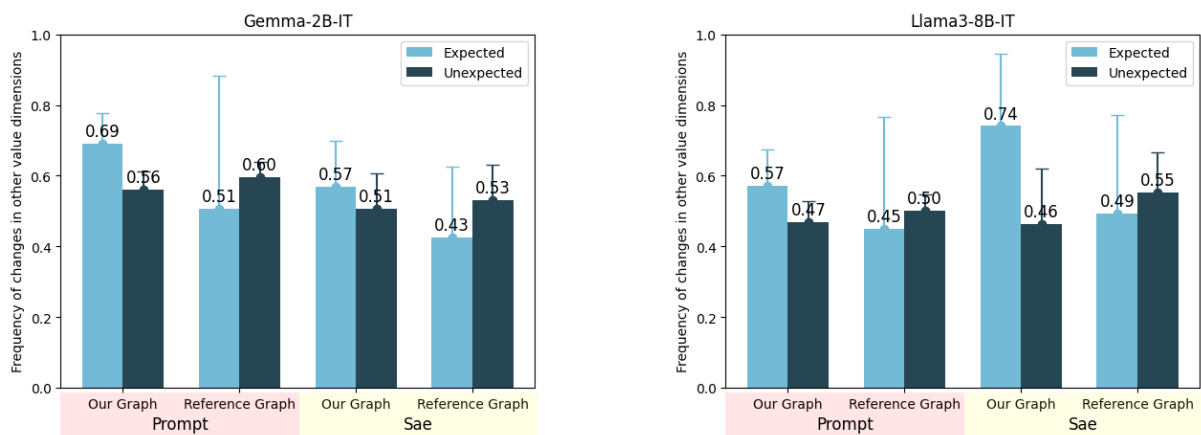 Gemma-2B-IT
Frequency of changes in other value dimensions
1.0
0.8
0.6
0.4
0.2
0.0
Expected
Unexpected
0.69
0.56
0.51
0.60
0.57
0.51
0.43
0.53
Our Graph Reference Graph Our Graph Reference Graph
Prompt Sae
Llama3-8B-IT
Frequency of changes in other value dimensions
1.0
0.8
0.6
0.4
0.2
0.0
Expected
Unexpected
0.57
0.47
0.45
0.50
0.74
0.46
0.49
0.55
Our Graph Reference Graph Our Graph Reference Graph
Prompt Sae